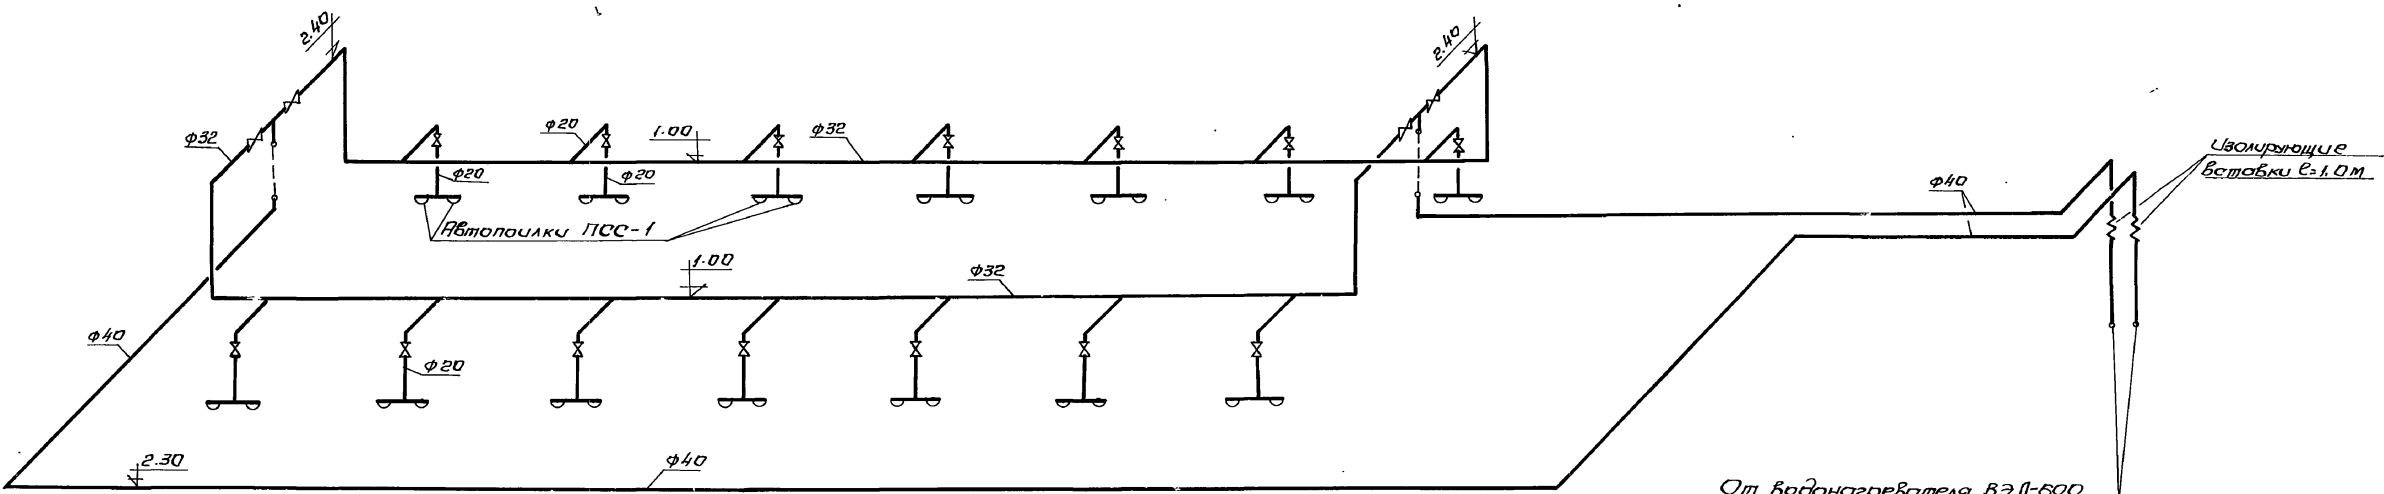 2.40
2.40
ф32
ф20
1.00
ф32
Изолирующие
вставки l=1.0м
ф20
ф20
ф40
Автопоилки ПСС-1
1.00
ф32
ф40
ф20
2.30
ф40
От водонагревателя ВЭП-600